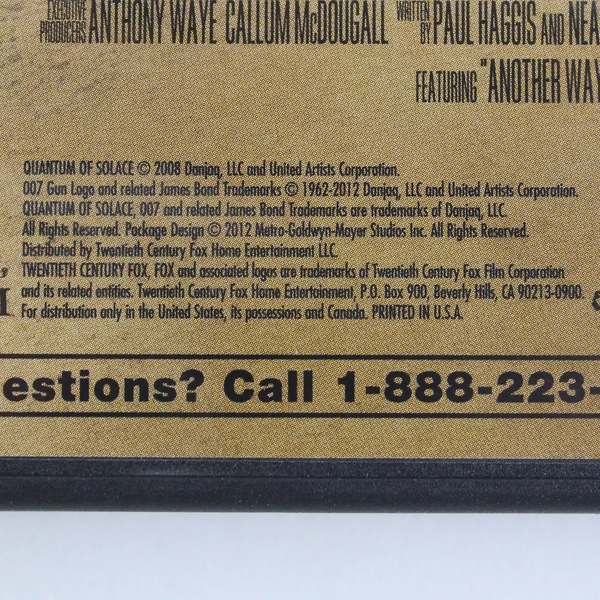 EXECUTIVE PRODUCERS ANTHONY WAYE CALLUM McDOUGALL WRITTEN BY PAUL HAGGIS AND
FEATURING "ANOTHER WAY
QUANTUM OF SOLACE © 2008 Danjaq, LLC and United Artists Corporation.
007 Gun Logo and related James Bond Trademarks © 1962-2012 Danjaq, LLC and United Artists Corporation.
QUANTUM OF SOLACE, 007 and related James Bond Trademarks are trademarks of Danjaq, LLC.
All Rights Reserved. Package Design © 2012 Metro-Goldwyn-Mayer Studios Inc. All Rights Reserved.
Distributed by Twentieth Century Fox Home Entertainment LLC.
TWENTIETH CENTURY FOX, FOX and associated logos are trademarks of Twentieth Century Fox Film Corporation
and its related entities. Twentieth Century Fox Home Entertainment, P.O. Box 900, Beverly Hills, CA 90213-0900.
For distribution only in the United States, its possessions and Canada. PRINTED IN U.S.A.
estions? Call 1-888-223-